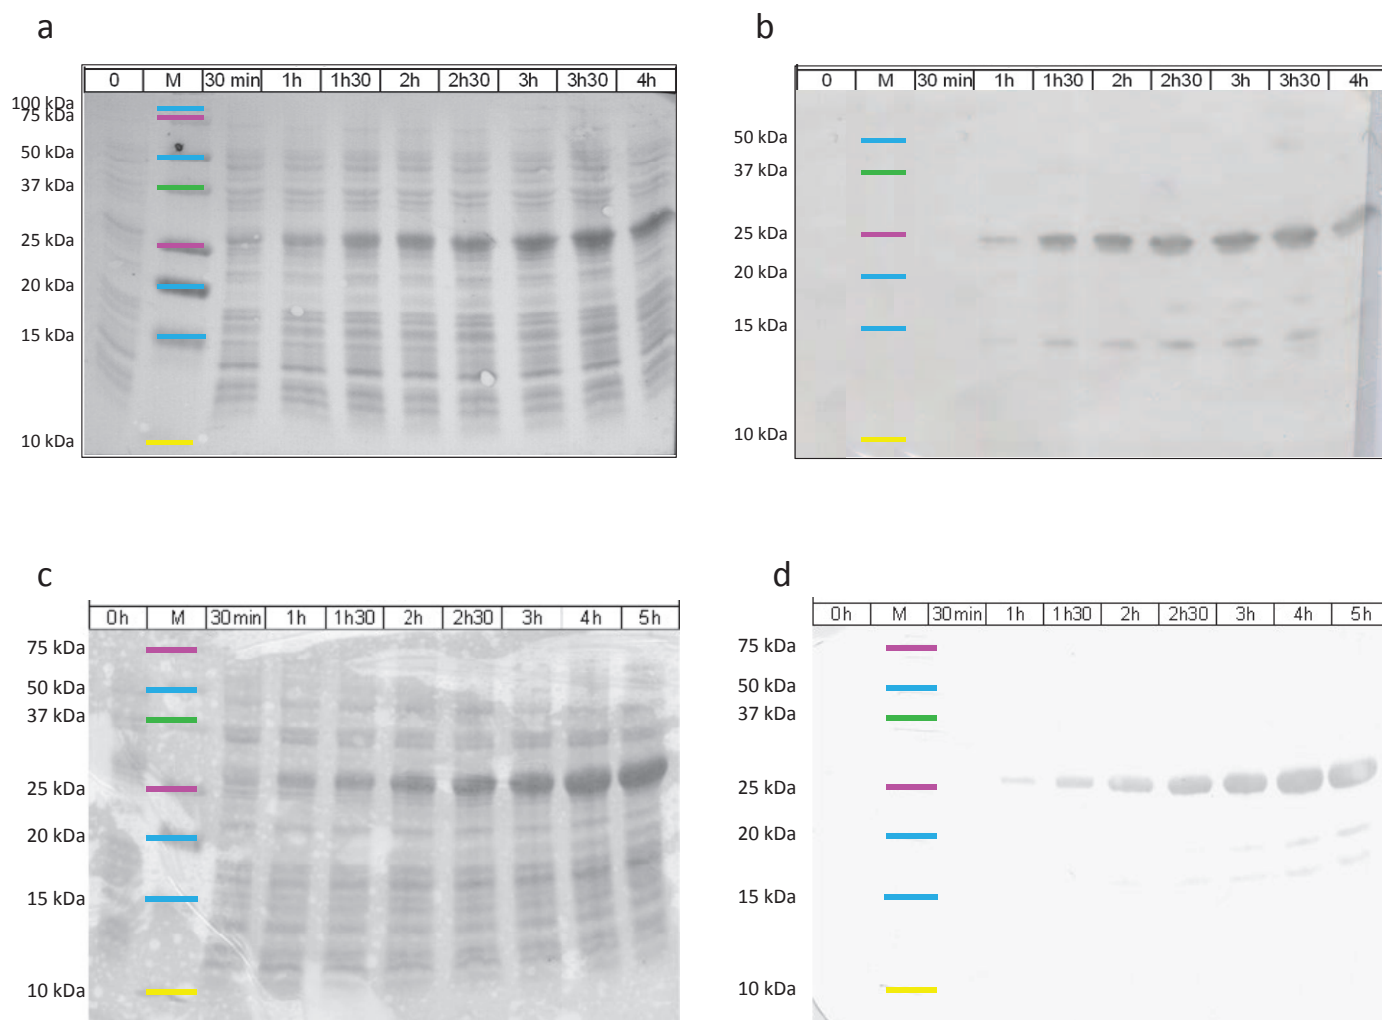 a
0 M 30 min 1h 1h30 2h 2h30 3h 3h30 4h
100 kDa
75 kDa
50 kDa
37 kDa
25 kDa
20 kDa
15 kDa
10 kDa
b
0 M 30 min 1h 1h30 2h 2h30 3h 3h30 4h
50 kDa
37 kDa
25 kDa
20 kDa
15 kDa
10 kDa
c
0h M 30min 1h 1h30 2h 2h30 3h 4h 5h
75 kDa
50 kDa
37 kDa
25 kDa
20 kDa
15 kDa
10 kDa
d
0h M 30min 1h 1h30 2h 2h30 3h 4h 5h
75 kDa
50 kDa
37 kDa
25 kDa
20 kDa
15 kDa
10 kDa